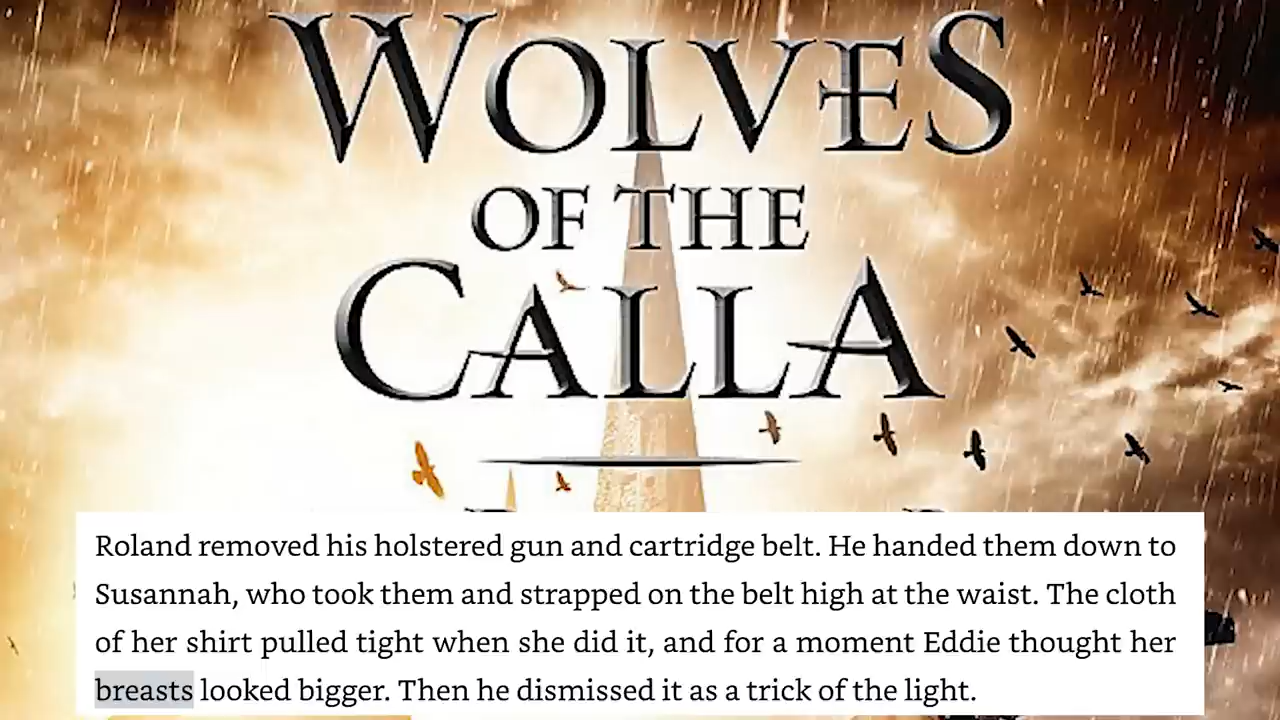 WOLVES
OF THE
CALLA
Roland removed his holstered gun and cartridge belt. He handed them down to
Susannah, who took them and strapped on the belt high at the waist. The cloth
of her shirt pulled tight when she did it, and for a moment Eddie thought her
breasts looked bigger. Then he dismissed it as a trick of the light.